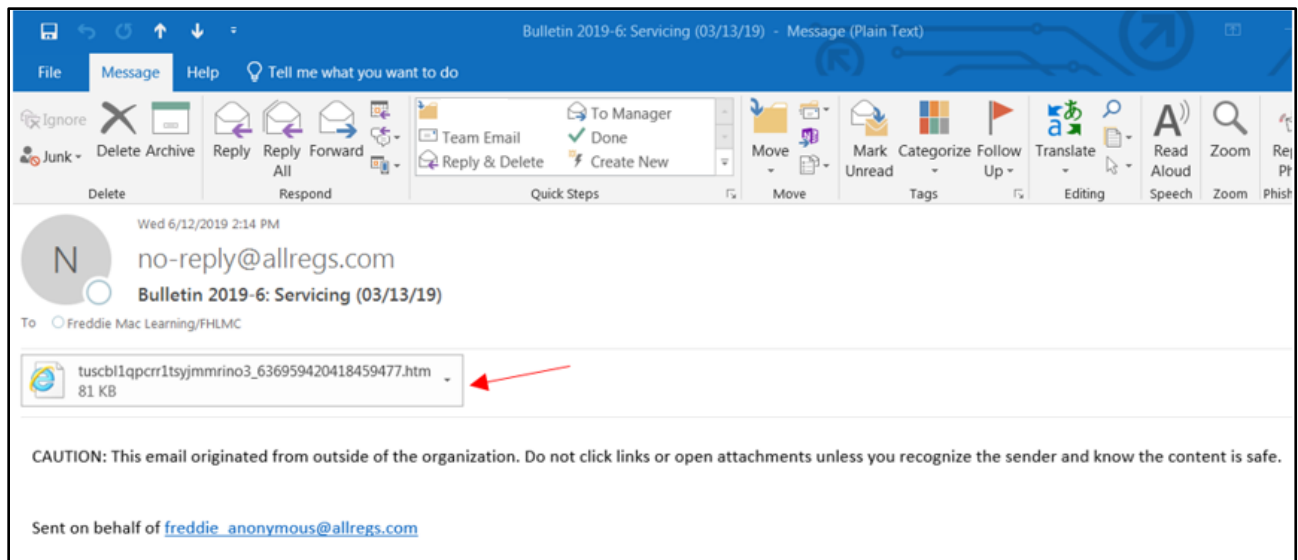 Bulletin 2019-6: Servicing (03/13/19) - Message (Plain Text)
File Message Help Tell me what you want to do
Ignore
Junk
Delete
Archive
Reply
Reply All
Forward
Team Email
Reply & Delete
To Manager
Done
Create New
Move
Mark Unread
Categorize
Follow Up
Translate
Read Aloud
Zoom
Delete Respond Quick Steps Move Tags Editing Speech Zoom
Wed 6/12/2019 2:14 PM
N
no-reply@allregs.com
Bulletin 2019-6: Servicing (03/13/19)
To Freddie Mac Learning/FHLMC
tuscbl1qpcrr1tsyjmmrino3_636959420418459477.htm
81 KB
CAUTION: This email originated from outside of the organization. Do not click links or open attachments unless you recognize the sender and know the content is safe.
Sent on behalf of freddie_anonymous@allregs.com